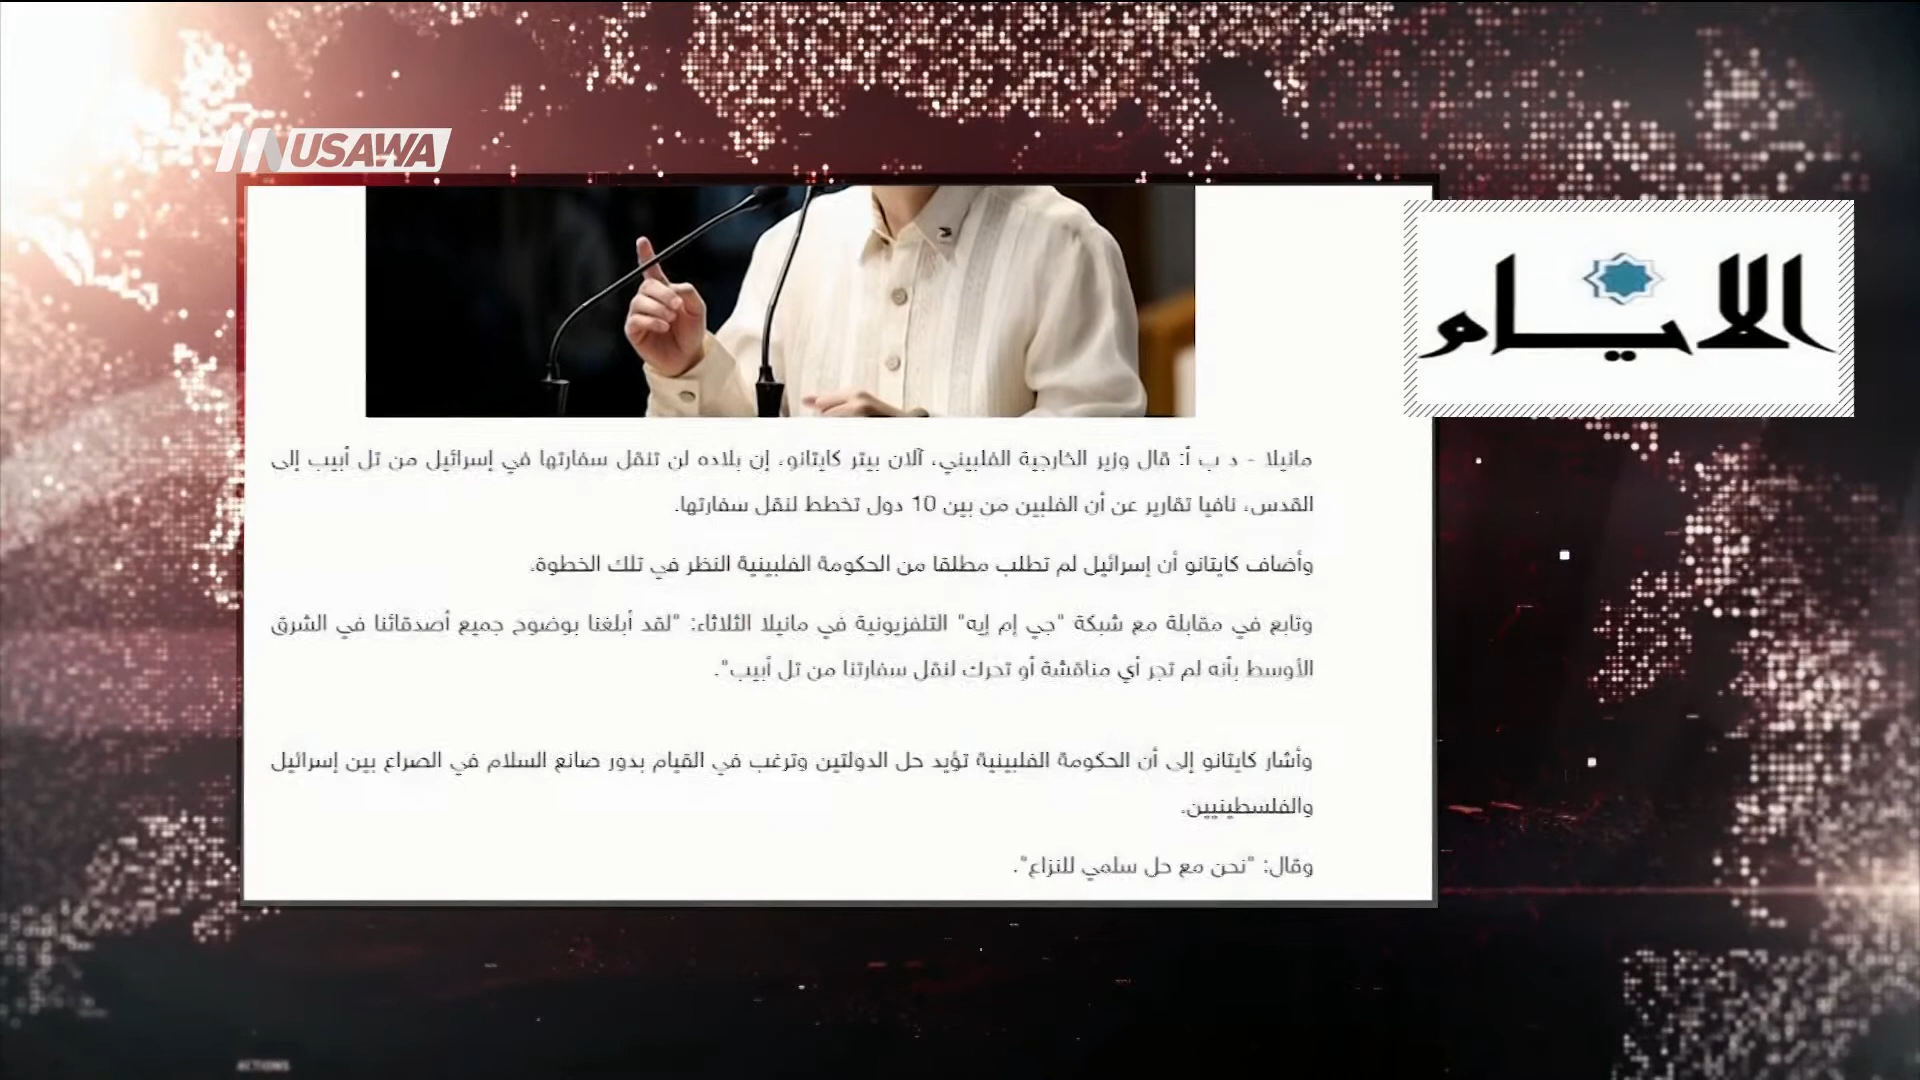 MUSAWA
الأيام
مانيلا - د ب أ: قال وزير الخارجية الفلبيني، آلان بيتر كايتانو، إن بلاده لن تنقل سفارتها في إسرائيل من تل أبيب إلى
القدس، نافيا تقارير عن أن الفلبين من بين 10 دول تخطط لنقل سفارتها.
وأضاف كايتانو أن إسرائيل لم تطلب مطلقا من الحكومة الفلبينية النظر في تلك الخطوة.
وتابع في مقابلة مع شبكة "جي إم إيه" التلفزيونية في مانيلا الثلاثاء: "لقد أبلغنا بوضوح جميع أصدقائنا في الشرق
الأوسط بأنه لم تجر أي مناقشة أو تحرك لنقل سفارتنا من تل أبيب".
وأشار كايتانو إلى أن الحكومة الفلبينية تؤيد حل الدولتين وترغب في القيام بدور صانع السلام في الصراع بين إسرائيل
والفلسطينيين.
وقال: "نحن مع حل سلمي للنزاع".
ACTIONS